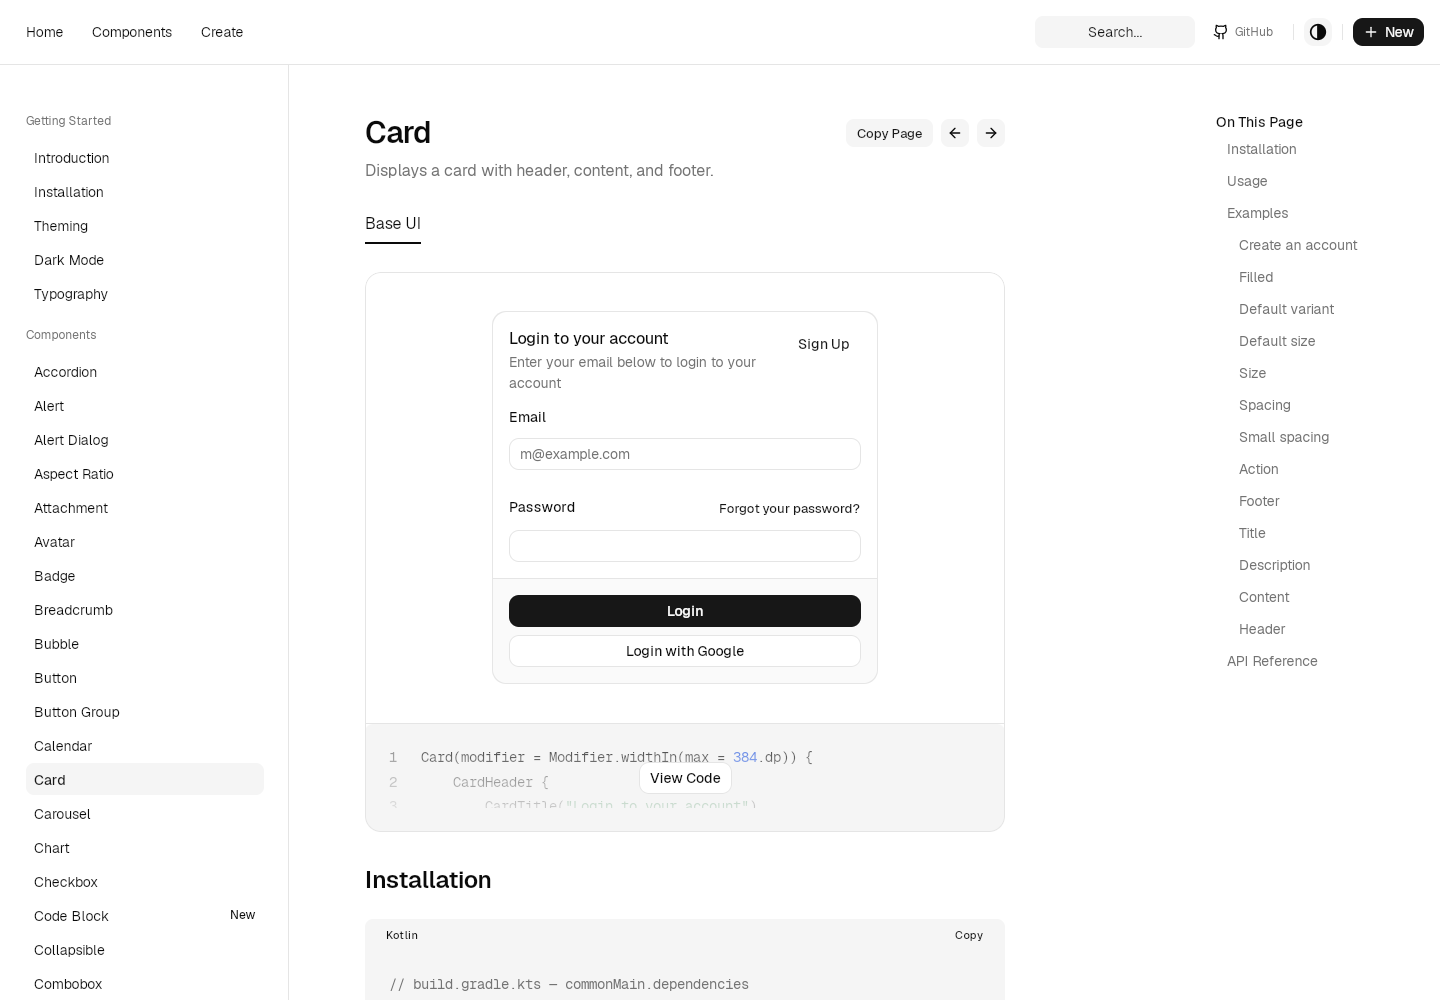 Home
Components
Create
Search...
GitHub
New
Getting Started
Introduction
Installation
Theming
Dark Mode
Typography
Components
Accordion
Alert
Alert Dialog
Aspect Ratio
Attachment
Avatar
Badge
Breadcrumb
Bubble
Button
Button Group
Calendar
Card
Carousel
Chart
Checkbox
Code Block New
Collapsible
Combobox
Card
Copy Page
Displays a card with header, content, and footer.
Base UI
Login to your account
Sign Up
Enter your email below to login to your
account
Email
m@example.com
Password
Forgot your password?
Login
Login with Google
1 Card(modifier = Modifier.widthIn(max = 384.dp)) {
2 CardHeader {
View Code
3 CardTitle("Login to your account")
Installation
Kotlin
Copy
// build.gradle.kts — commonMain.dependencies
On This Page
Installation
Usage
Examples
Create an account
Filled
Default variant
Default size
Size
Spacing
Small spacing
Action
Footer
Title
Description
Content
Header
API Reference